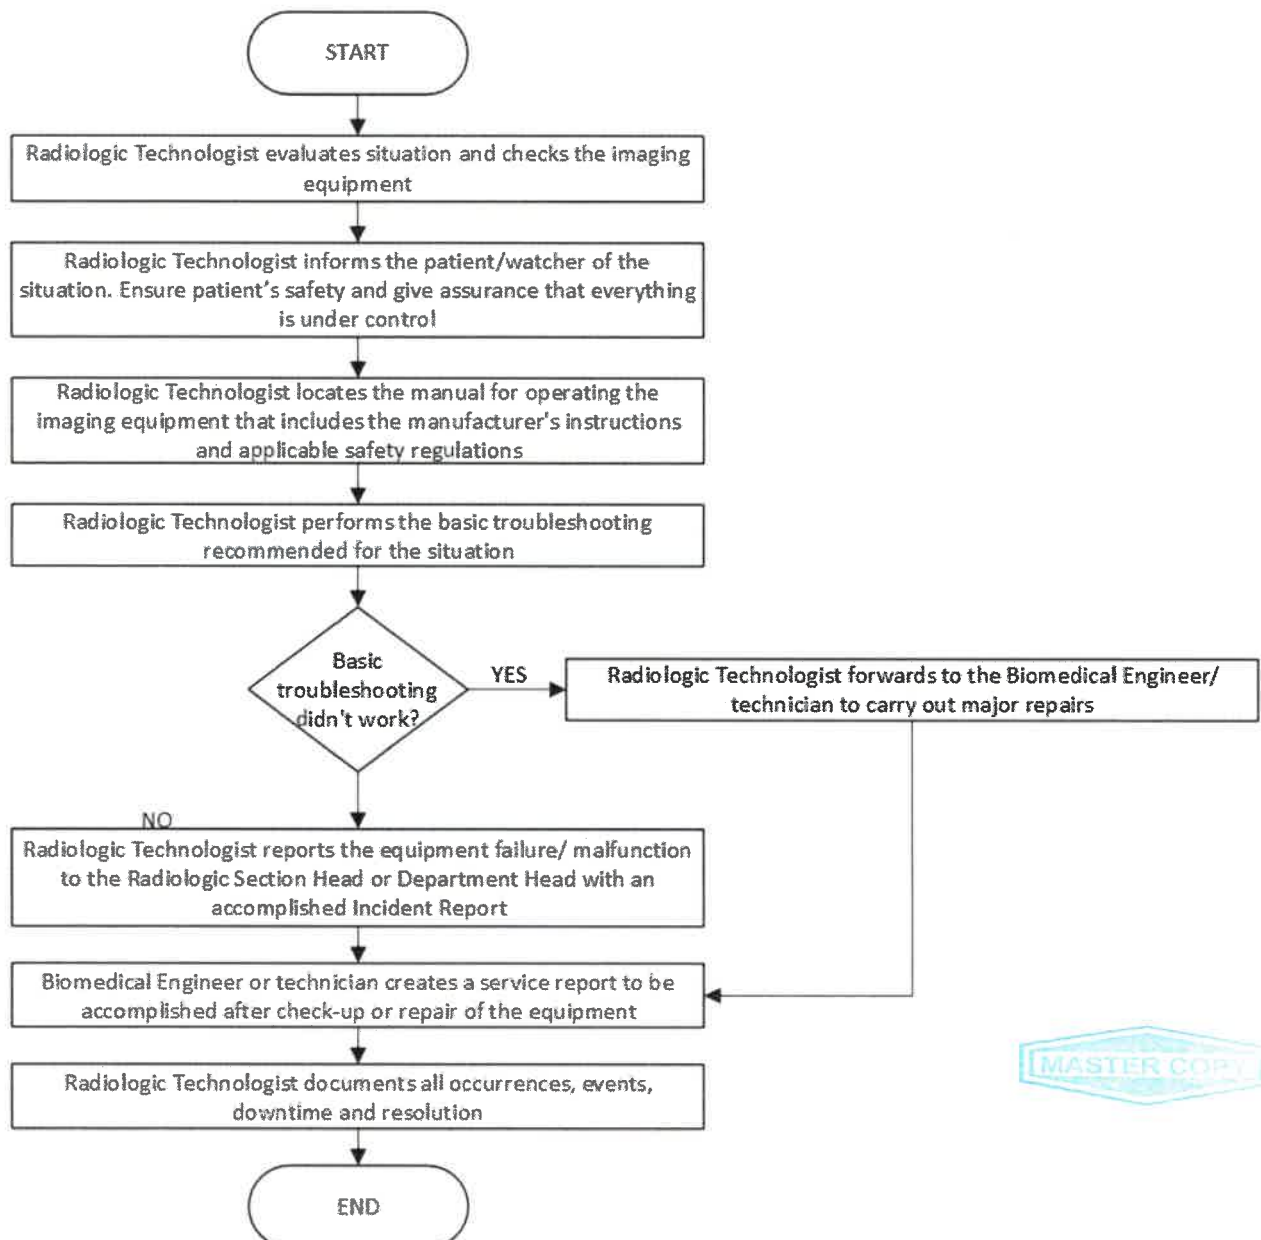 START
Radiologic Technologist evaluates situation and checks the imaging
equipment
Radiologic Technologist informs the patient/watcher of the
situation. Ensure patient's safety and give assurance that everything
is under control
Radiologic Technologist locates the manual for operating the
imaging equipment that includes the manufacturer's instructions
and applicable safety regulations
Radiologic Technologist performs the basic troubleshooting
recommended for the situation
Basic
troubleshooting
didn't work?
YES
Radiologic Technologist forwards to the Biomedical Engineer/
technician to carry out major repairs
NO
Radiologic Technologist reports the equipment failure/ malfunction
to the Radiologic Section Head or Department Head with an
accomplished Incident Report
Biomedical Engineer or technician creates a service report to be
accomplished after check-up or repair of the equipment
MASTER COPY
Radiologic Technologist documents all occurrences, events,
downtime and resolution
END